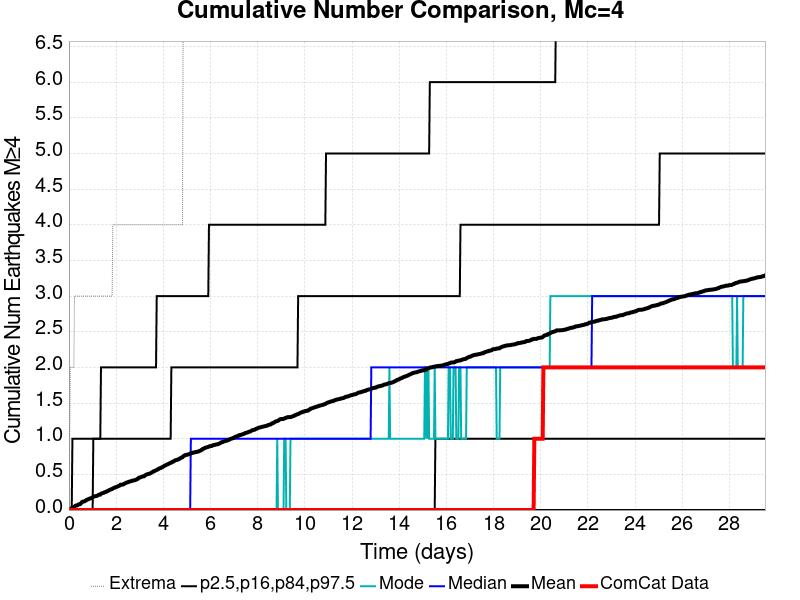 Cumulative Number Comparison, Mc=4
Cumulative Num Earthquakes M≥4
6.5
6.0
5.5
5.0
4.5
4.0
3.5
3.0
2.5
2.0
1.5
1.0
0.5
0.0
0 2 4 6 8 10 12 14 16 18 20 22 24 26 28
Time (days)
Extrema p2.5,p16,p84,p97.5 Mode Median Mean ComCat Data